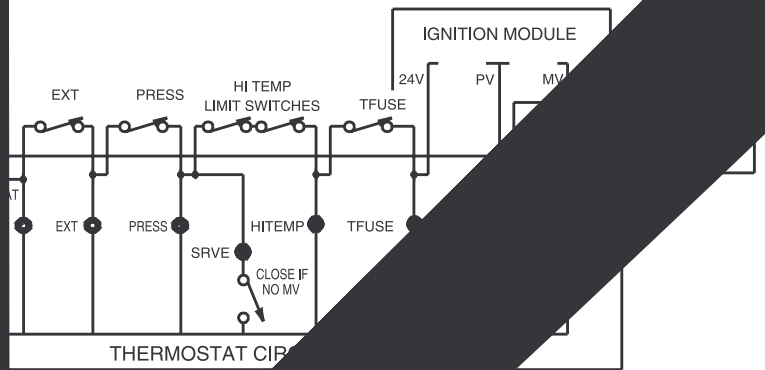 IGNITION MODULE
24V PV MV
HI TEMP
EXT PRESS LIMIT SWITCHES TFUSE
EXT PRESS HITEMP TFUSE
SRVE
CLOSE IF
NO MV
THERMOSTAT